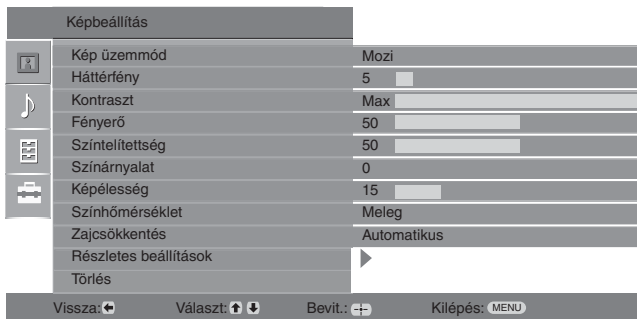 Képbeállítás
Kép üzemmód Mozi
Háttérfény 5
Kontraszt Max
Fényerő 50
Színtelítettség 50
Színárnyalat 0
Képélesség 15
Színhőmérséklet Meleg
Zajcsökkentés Automatikus
Részletes beállítások
Törlés
Vissza: Választ: Bevit.: Kilépés: MENU